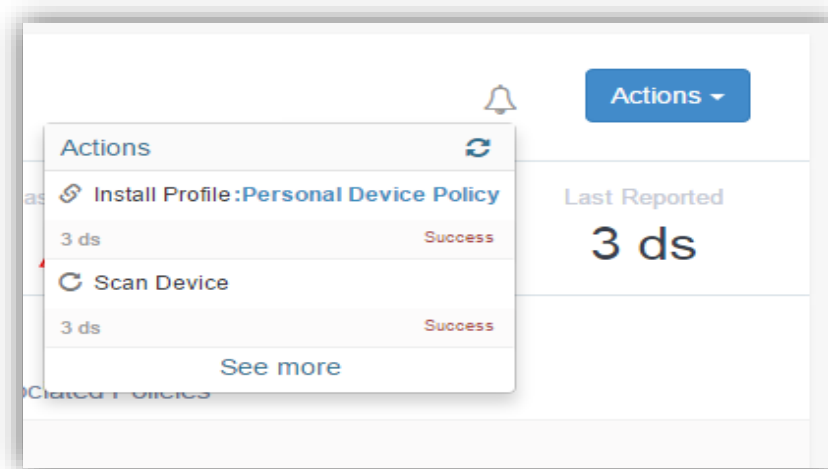 Actions
Actions
Install Profile:Personal Device Policy
3 ds
Success
Scan Device
3 ds
Success
See more
Last Reported
3 ds
Policies